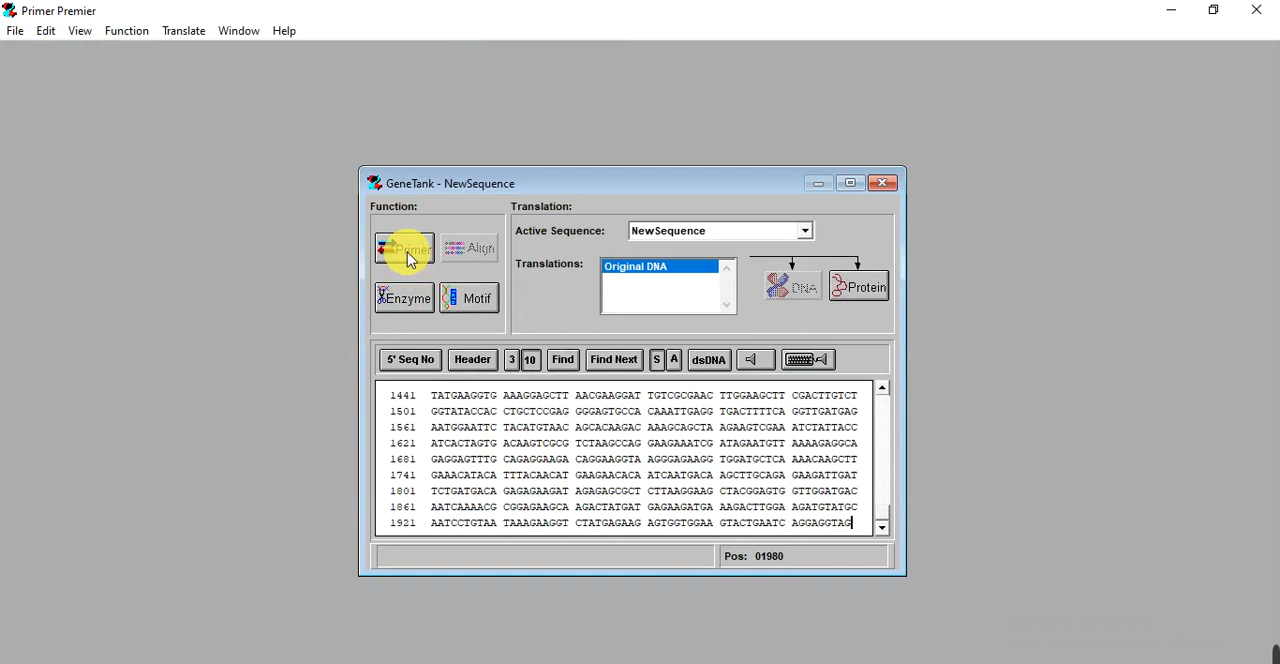 Primer Premier
File Edit View Function Translate Window Help
GeneTank - NewSequence
Function: Translation:
Primer Align
Active Sequence: NewSequence
Translations: Original DNA
DNA Protein
Enzyme Motif
5' Seq No Header 3 10 Find Find Next S A dsDNA
1441 TATGAAGGTG AAAGGAGCTT AACGAAGGAT TGTCGCGAAC TTGGAAGCTT CGACTTGTCT
1501 GGTATACCAC CTGCTCCGAG GGGAGTGCCA CAAATTGAGG TGACTTTTCA GGTTGATGAG
1561 AATGGAATTC TACATGTAAC AGCACAAGAC AAAGCAGCTA AGAAGTCGAA ATCTATTACC
1621 ATCACTAGTG ACAAGTCGCG TCTAAGCCAG GAAGAAATCG ATAGAATGTT AAAAGAGGCA
1681 GAGGAGTTTG CAGAGGAAGA CAGGAAGGTA AGGGAGAAGG TGGATGCTCA AAACAAGCTT
1741 GAAACATACA TTTACAACAT GAAGAACACA ATCAATGACA AGCTTGCAGA GAAGATTGAT
1801 TCTGATGACA GAGAGAAGAT AGAGAGCGCT CTTAAGGAAG CTACGGAGTG GTTGGATGAC
1861 AATCAAAACG CGGAGAAGCA AGACTATGAT GAGAAGATGA AAGACTTGGA AGATGTATGC
1921 AATCCTGTAA TAAAGAAGGT CTATGAGAAG AGTGGTGGAA GTACTGAATC AGGAGGTAG
Pos: 01980